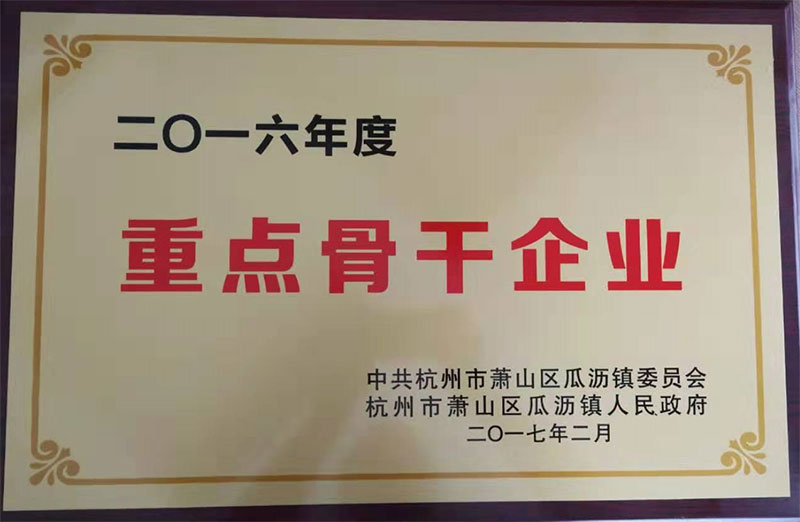 二〇一六年度
重点骨干企业
中共杭州市萧山区瓜沥镇委员会
杭州市萧山区瓜沥镇人民政府
二〇一七年二月